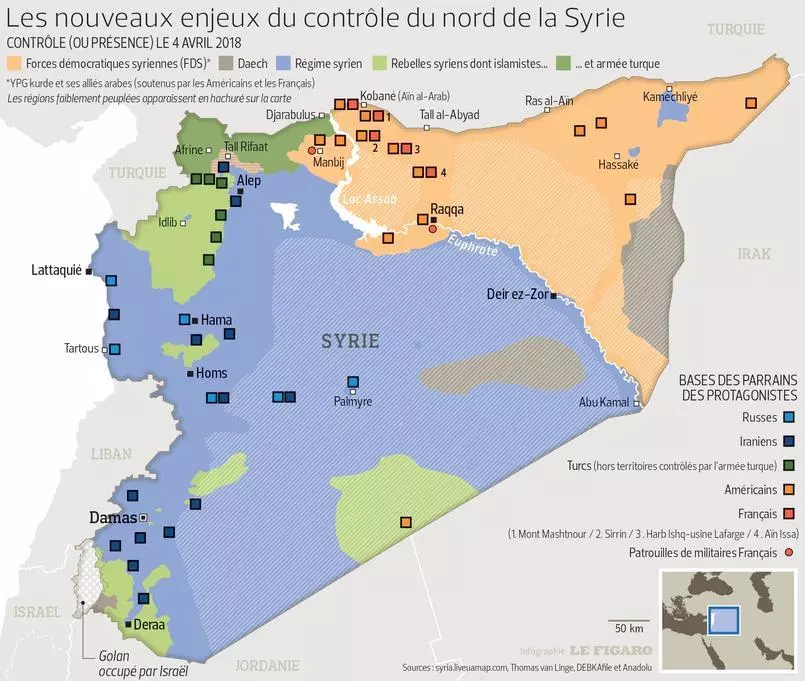 Les nouveaux enjeux du contrôle du nord de la Syrie
CONTRÔLE (OU PRÉSENCE) LE 4 AVRIL 2018
Forces démocratiques syriennes (FDS)*
Daech
Régime syrien
Rebelles syriens dont islamistes...
... et armée turque
*YPG kurde et ses alliés arabes (soutenus par les Américains et les Français)
Les régions faiblement peuplées apparaissent en hachuré sur la carte
TURQUIE
Kobané (Aïn al-Arab)
Ras al-Aïn
Kamechliyé
Djarabulus
1
Tall al-Abyad
2
3
4
Afrine
Tall Rifaat
Manbij
Hassaké
TURQUIE
Alep
Lac Assad
Raqqa
Idlib
Euphrate
IRAK
Lattaquié
Deir ez-Zor
Hama
Tartous
SYRIE
Homs
Palmyre
Abu Kamal
LIBAN
Damas
ISRAËL
Deraa
Golan
occupé par Israël
JORDANIE
BASES DES PARRAINS
DES PROTAGONISTES
Russes
Iraniens
Turcs (hors territoires contrôlés par l'armée turque)
Américains
Français
(1. Mont Mashtnour / 2. Sirrin / 3. Harb Ishq-usine Lafarge / 4. Aïn Issa)
Patrouilles de militaires Français
50 km
Infographie LE FIGARO
Sources : syria.liveuamap.com, Thomas van Linge, DEBKAfile et Anadolu